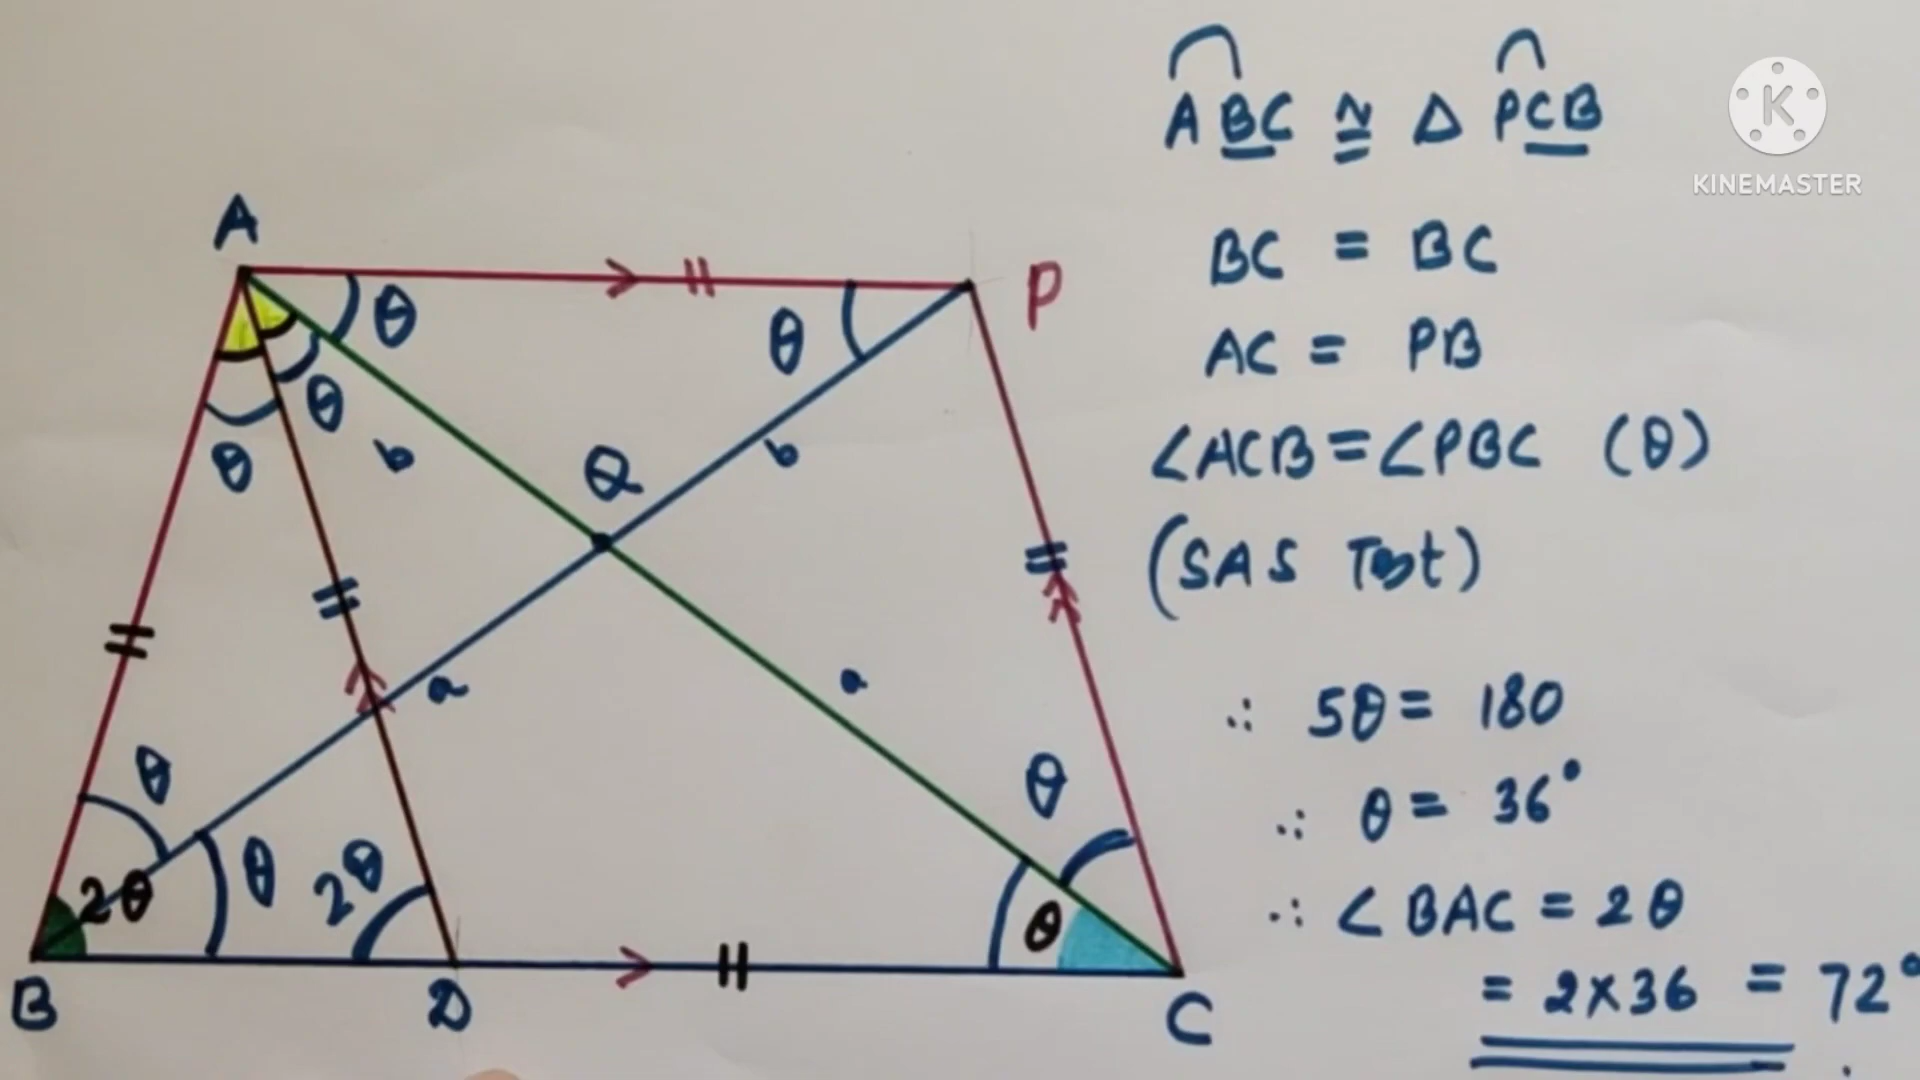 ABC ≅ Δ PCB
KINEMASTER
BC = BC
AC = PB
∠ACB = ∠PBC (θ)
(SAS Test)
∴ 5θ = 180
∴ θ = 36°
∴ ∠BAC = 2θ
= 2×36 = 72°
A
P
θ
θ
θ
θ
b
Q
b
a
a
θ
θ
2θ
θ
2θ
θ
B
D
C